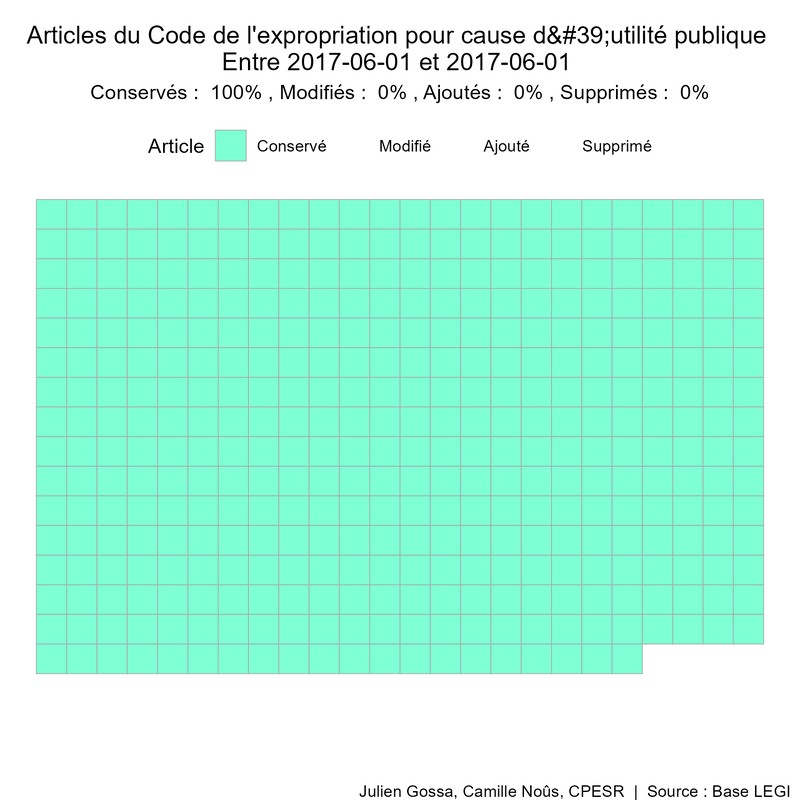 Articles du Code de l'expropriation pour cause d&#39;utilité publique
Entre 2017-06-01 et 2017-06-01
Conservés :  100% , Modifiés :  0% , Ajoutés :  0% , Supprimés :  0%
Article Conservé Modifié Ajouté Supprimé
Julien Gossa, Camille Noûs, CPESR  |  Source : Base LEGI